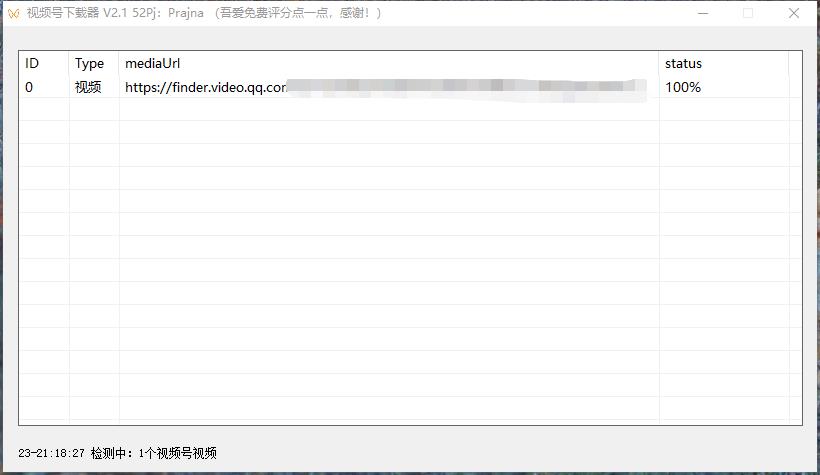 视频号下载器 V2.1 52Pj：Prajna （吾爱免费评分点一点，感谢！）
ID Type mediaUrl status
0 视频 https://finder.video.qq.co 100%
23-21:18:27 检测中：1个视频号视频